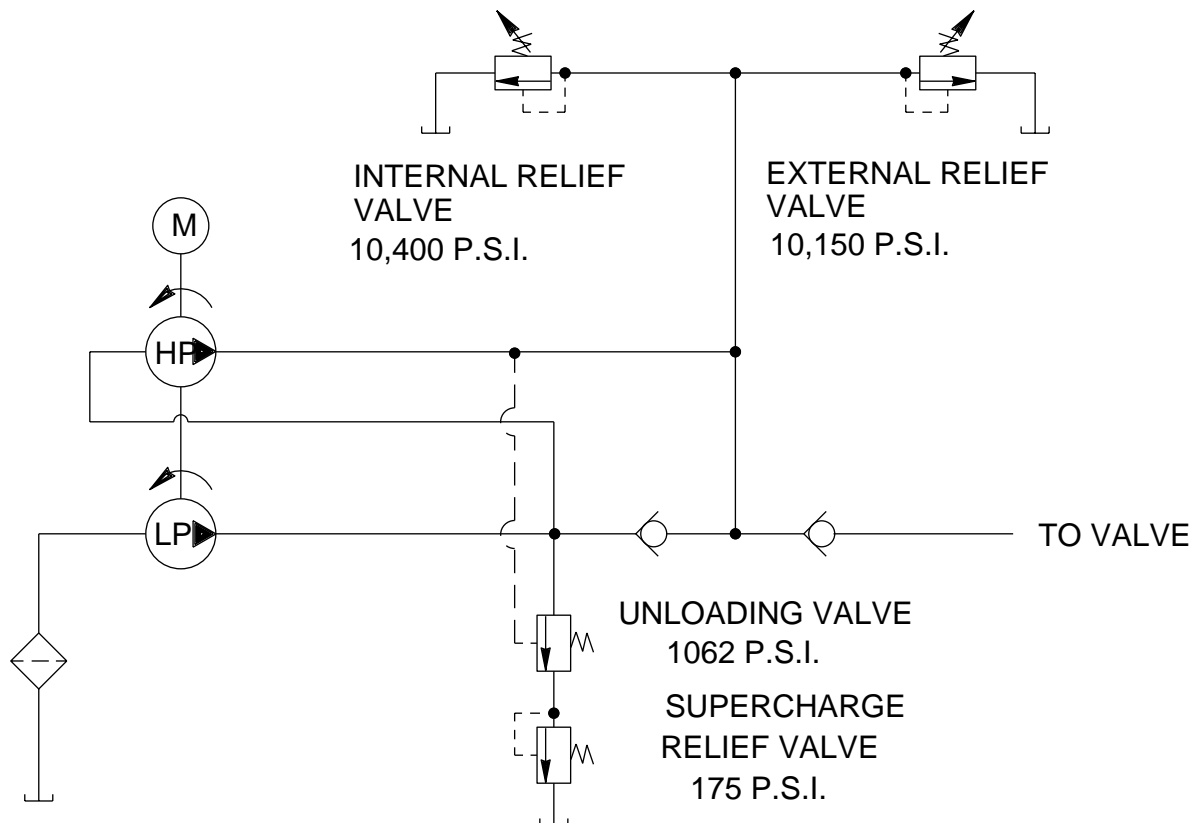 INTERNAL RELIEF
VALVE
10,400 P.S.I.
EXTERNAL RELIEF
VALVE
10,150 P.S.I.
M
HP
LP
TO VALVE
UNLOADING VALVE
1062 P.S.I.
SUPERCHARGE
RELIEF VALVE
175 P.S.I.